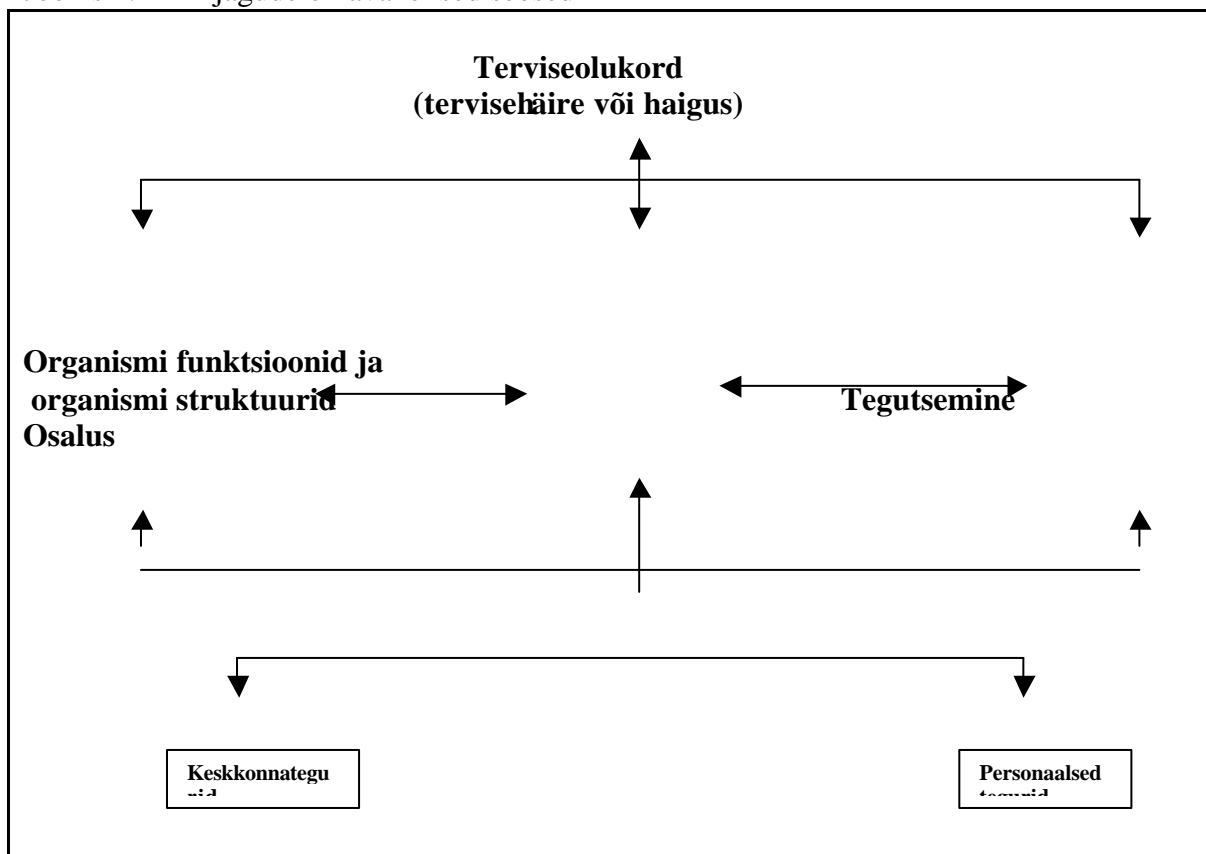 Terviseolukord
(tervisehäire või haigus)
Organismi funktsioonid ja
organismi struktuurid
Tegutsemine
Osalus
Keskkonnategu
Personaalsed